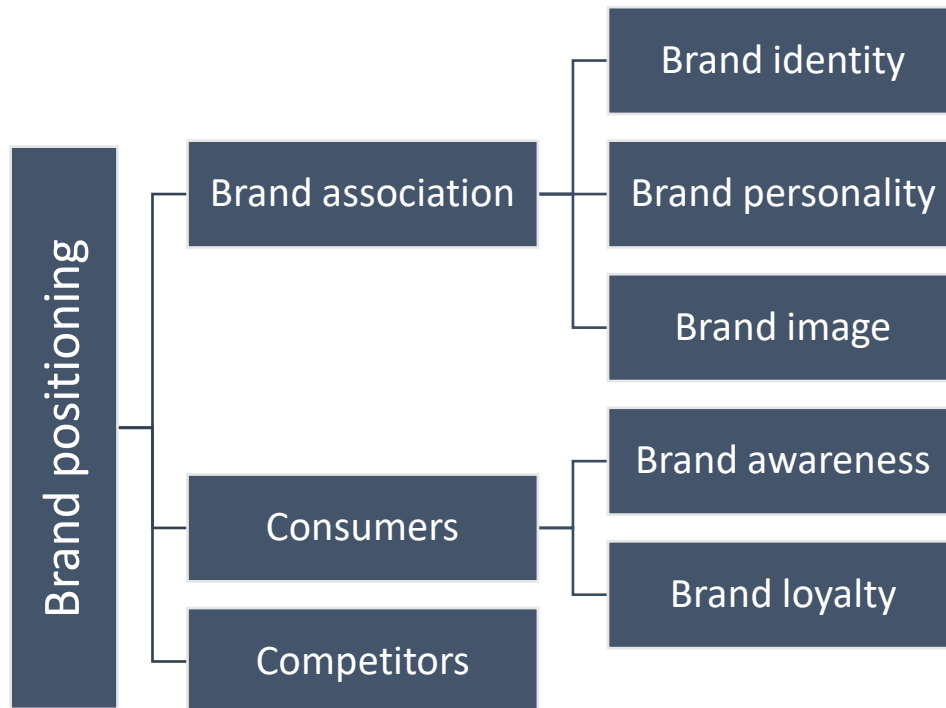 Brand positioning
Brand association
Brand identity
Brand personality
Brand image
Consumers
Brand awareness
Brand loyalty
Competitors